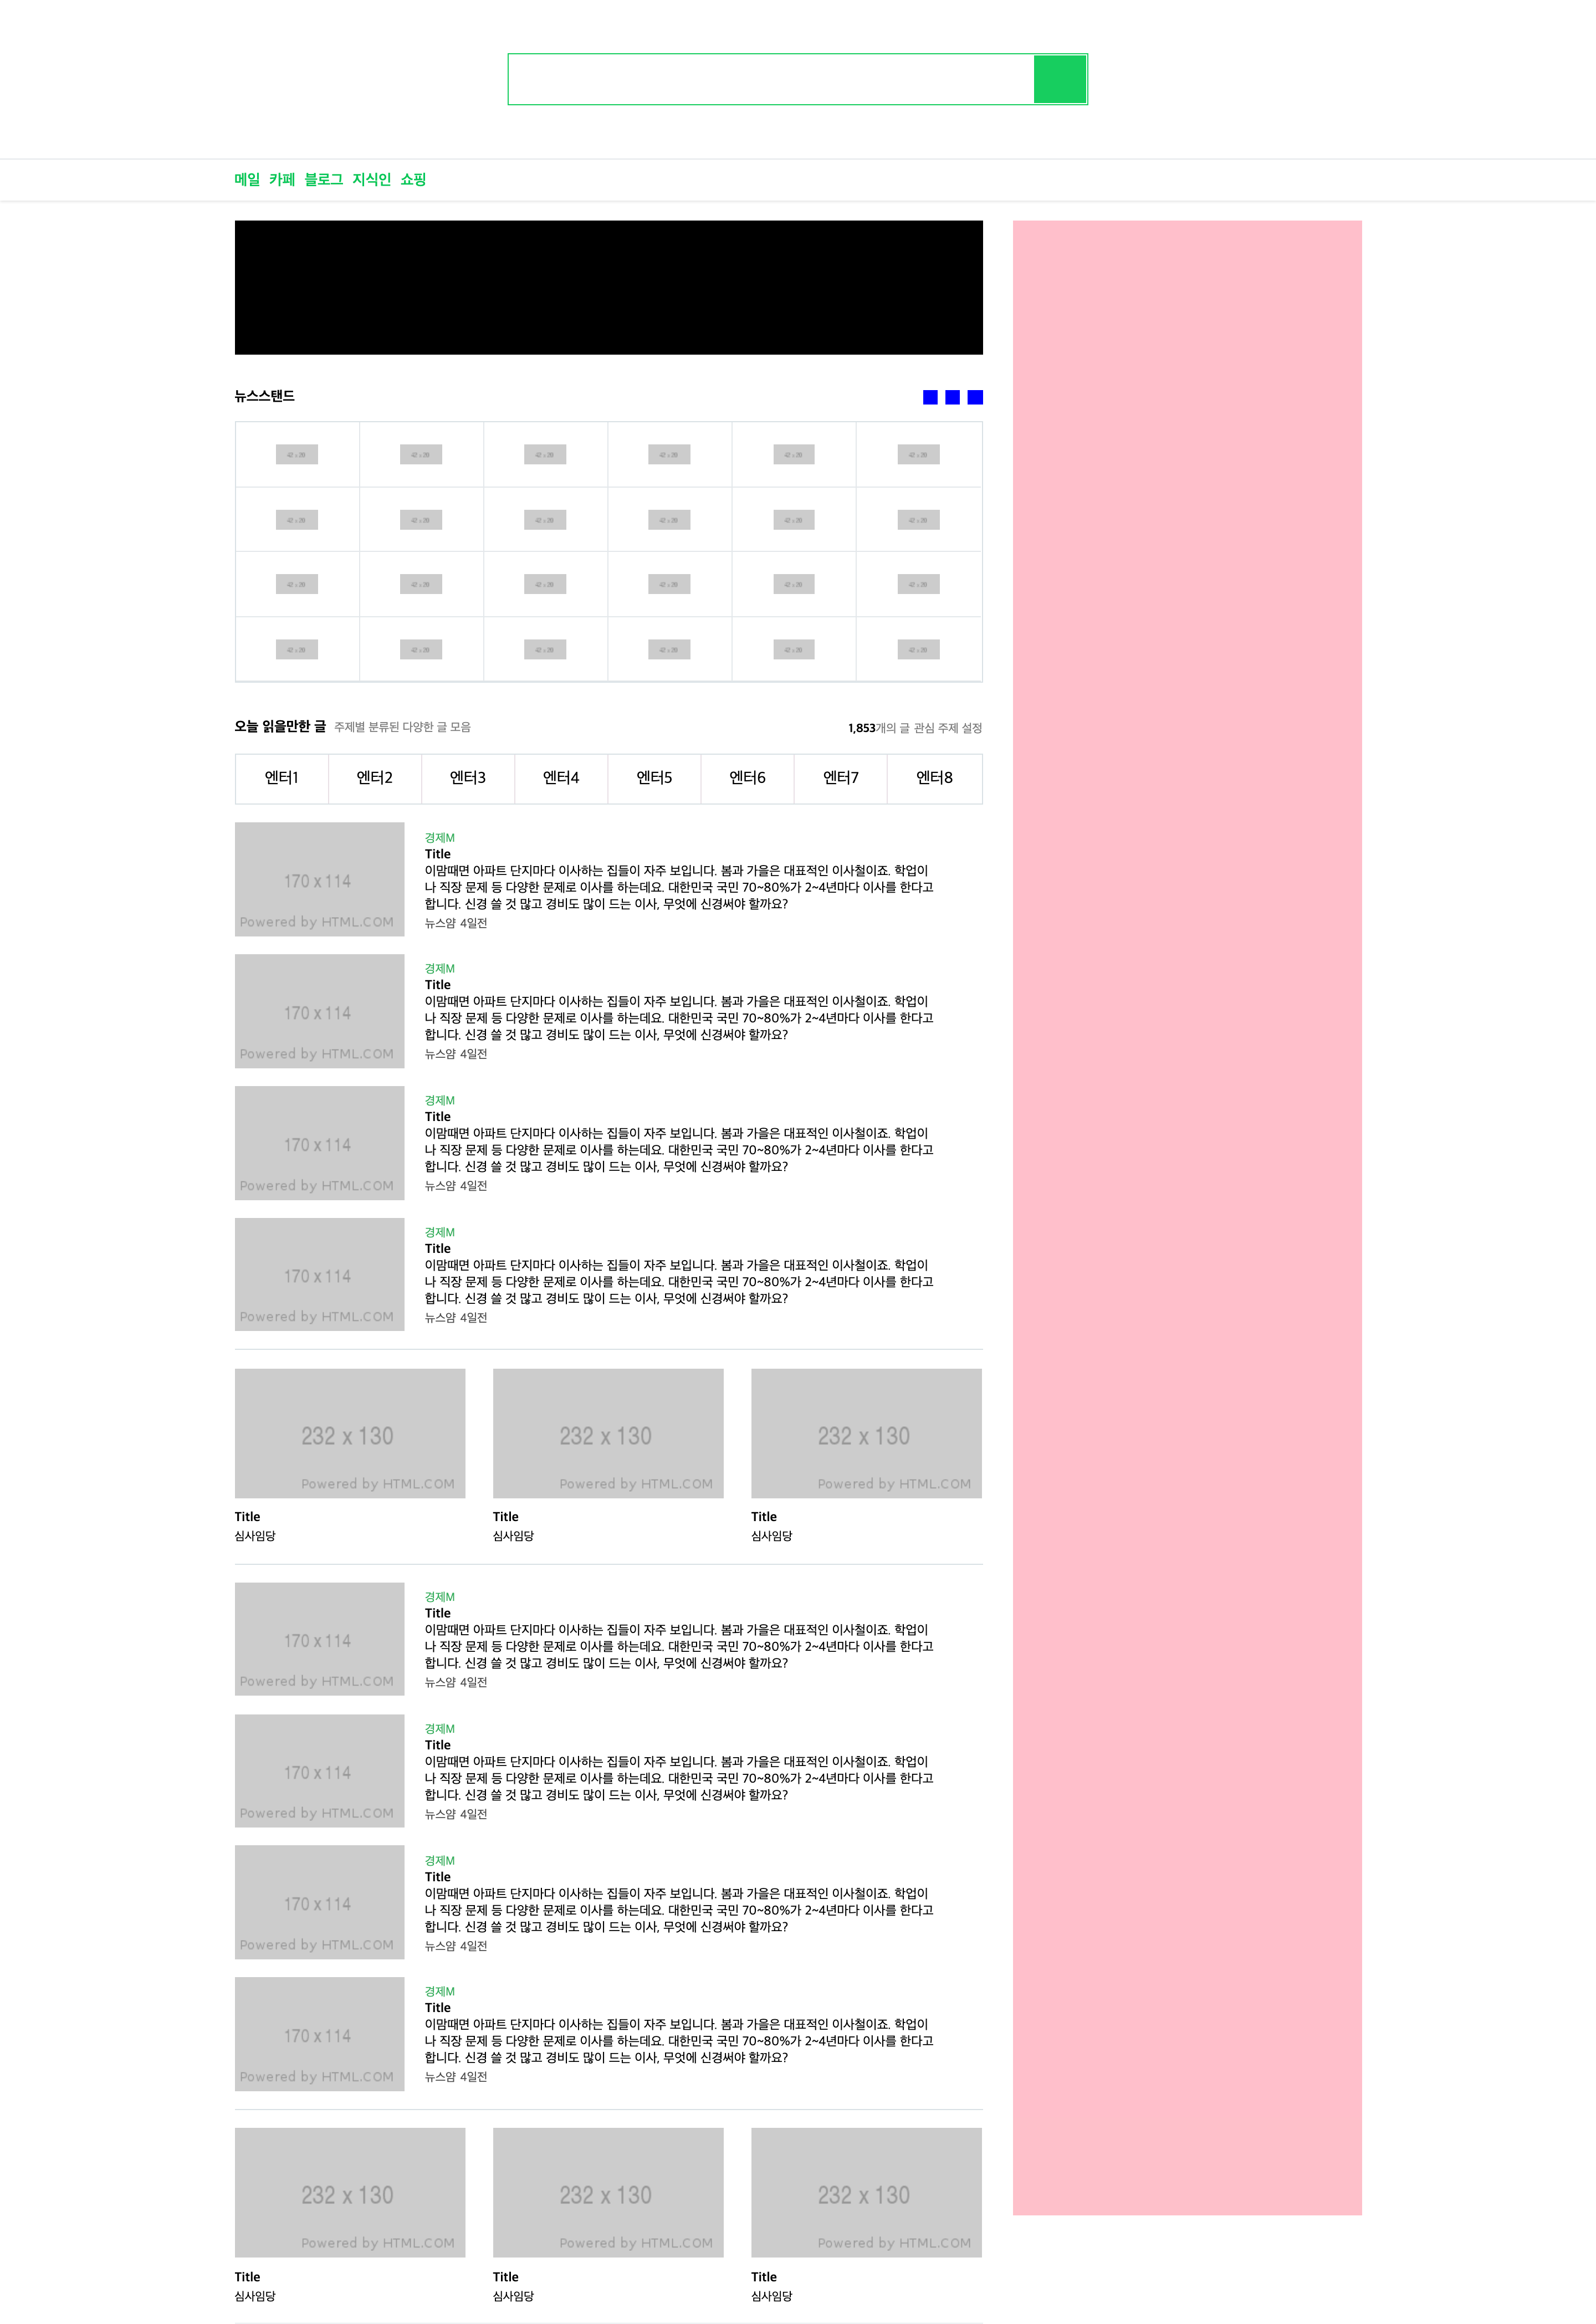 메일 카페 블로그 지식인 쇼핑
뉴스스탠드
42 x 20 42 x 20 42 x 20 42 x 20 42 x 20 42 x 20
42 x 20 42 x 20 42 x 20 42 x 20 42 x 20 42 x 20
42 x 20 42 x 20 42 x 20 42 x 20 42 x 20 42 x 20
42 x 20 42 x 20 42 x 20 42 x 20 42 x 20 42 x 20
오늘 읽을만한 글 주제별 분류된 다양한 글 모음 1,853개의 글 관심 주제 설정
엔터1 엔터2 엔터3 엔터4 엔터5 엔터6 엔터7 엔터8
170 x 114
Powered by HTML.COM
경제M
Title
이맘때면 아파트 단지마다 이사하는 집들이 자주 보입니다. 봄과 가을은 대표적인 이사철이죠. 학업이
나 직장 문제 등 다양한 문제로 이사를 하는데요. 대한민국 국민 70~80%가 2~4년마다 이사를 한다고
합니다. 신경 쓸 것 많고 경비도 많이 드는 이사, 무엇에 신경써야 할까요?
뉴스얌 4일전
170 x 114
Powered by HTML.COM
경제M
Title
이맘때면 아파트 단지마다 이사하는 집들이 자주 보입니다. 봄과 가을은 대표적인 이사철이죠. 학업이
나 직장 문제 등 다양한 문제로 이사를 하는데요. 대한민국 국민 70~80%가 2~4년마다 이사를 한다고
합니다. 신경 쓸 것 많고 경비도 많이 드는 이사, 무엇에 신경써야 할까요?
뉴스얌 4일전
170 x 114
Powered by HTML.COM
경제M
Title
이맘때면 아파트 단지마다 이사하는 집들이 자주 보입니다. 봄과 가을은 대표적인 이사철이죠. 학업이
나 직장 문제 등 다양한 문제로 이사를 하는데요. 대한민국 국민 70~80%가 2~4년마다 이사를 한다고
합니다. 신경 쓸 것 많고 경비도 많이 드는 이사, 무엇에 신경써야 할까요?
뉴스얌 4일전
170 x 114
Powered by HTML.COM
경제M
Title
이맘때면 아파트 단지마다 이사하는 집들이 자주 보입니다. 봄과 가을은 대표적인 이사철이죠. 학업이
나 직장 문제 등 다양한 문제로 이사를 하는데요. 대한민국 국민 70~80%가 2~4년마다 이사를 한다고
합니다. 신경 쓸 것 많고 경비도 많이 드는 이사, 무엇에 신경써야 할까요?
뉴스얌 4일전
232 x 130 232 x 130 232 x 130
Powered by HTML.COM Powered by HTML.COM Powered by HTML.COM
Title Title Title
심사임당 심사임당 심사임당
170 x 114
Powered by HTML.COM
경제M
Title
이맘때면 아파트 단지마다 이사하는 집들이 자주 보입니다. 봄과 가을은 대표적인 이사철이죠. 학업이
나 직장 문제 등 다양한 문제로 이사를 하는데요. 대한민국 국민 70~80%가 2~4년마다 이사를 한다고
합니다. 신경 쓸 것 많고 경비도 많이 드는 이사, 무엇에 신경써야 할까요?
뉴스얌 4일전
170 x 114
Powered by HTML.COM
경제M
Title
이맘때면 아파트 단지마다 이사하는 집들이 자주 보입니다. 봄과 가을은 대표적인 이사철이죠. 학업이
나 직장 문제 등 다양한 문제로 이사를 하는데요. 대한민국 국민 70~80%가 2~4년마다 이사를 한다고
합니다. 신경 쓸 것 많고 경비도 많이 드는 이사, 무엇에 신경써야 할까요?
뉴스얌 4일전
170 x 114
Powered by HTML.COM
경제M
Title
이맘때면 아파트 단지마다 이사하는 집들이 자주 보입니다. 봄과 가을은 대표적인 이사철이죠. 학업이
나 직장 문제 등 다양한 문제로 이사를 하는데요. 대한민국 국민 70~80%가 2~4년마다 이사를 한다고
합니다. 신경 쓸 것 많고 경비도 많이 드는 이사, 무엇에 신경써야 할까요?
뉴스얌 4일전
170 x 114
Powered by HTML.COM
경제M
Title
이맘때면 아파트 단지마다 이사하는 집들이 자주 보입니다. 봄과 가을은 대표적인 이사철이죠. 학업이
나 직장 문제 등 다양한 문제로 이사를 하는데요. 대한민국 국민 70~80%가 2~4년마다 이사를 한다고
합니다. 신경 쓸 것 많고 경비도 많이 드는 이사, 무엇에 신경써야 할까요?
뉴스얌 4일전
232 x 130 232 x 130 232 x 130
Powered by HTML.COM Powered by HTML.COM Powered by HTML.COM
Title Title Title
심사임당 심사임당 심사임당